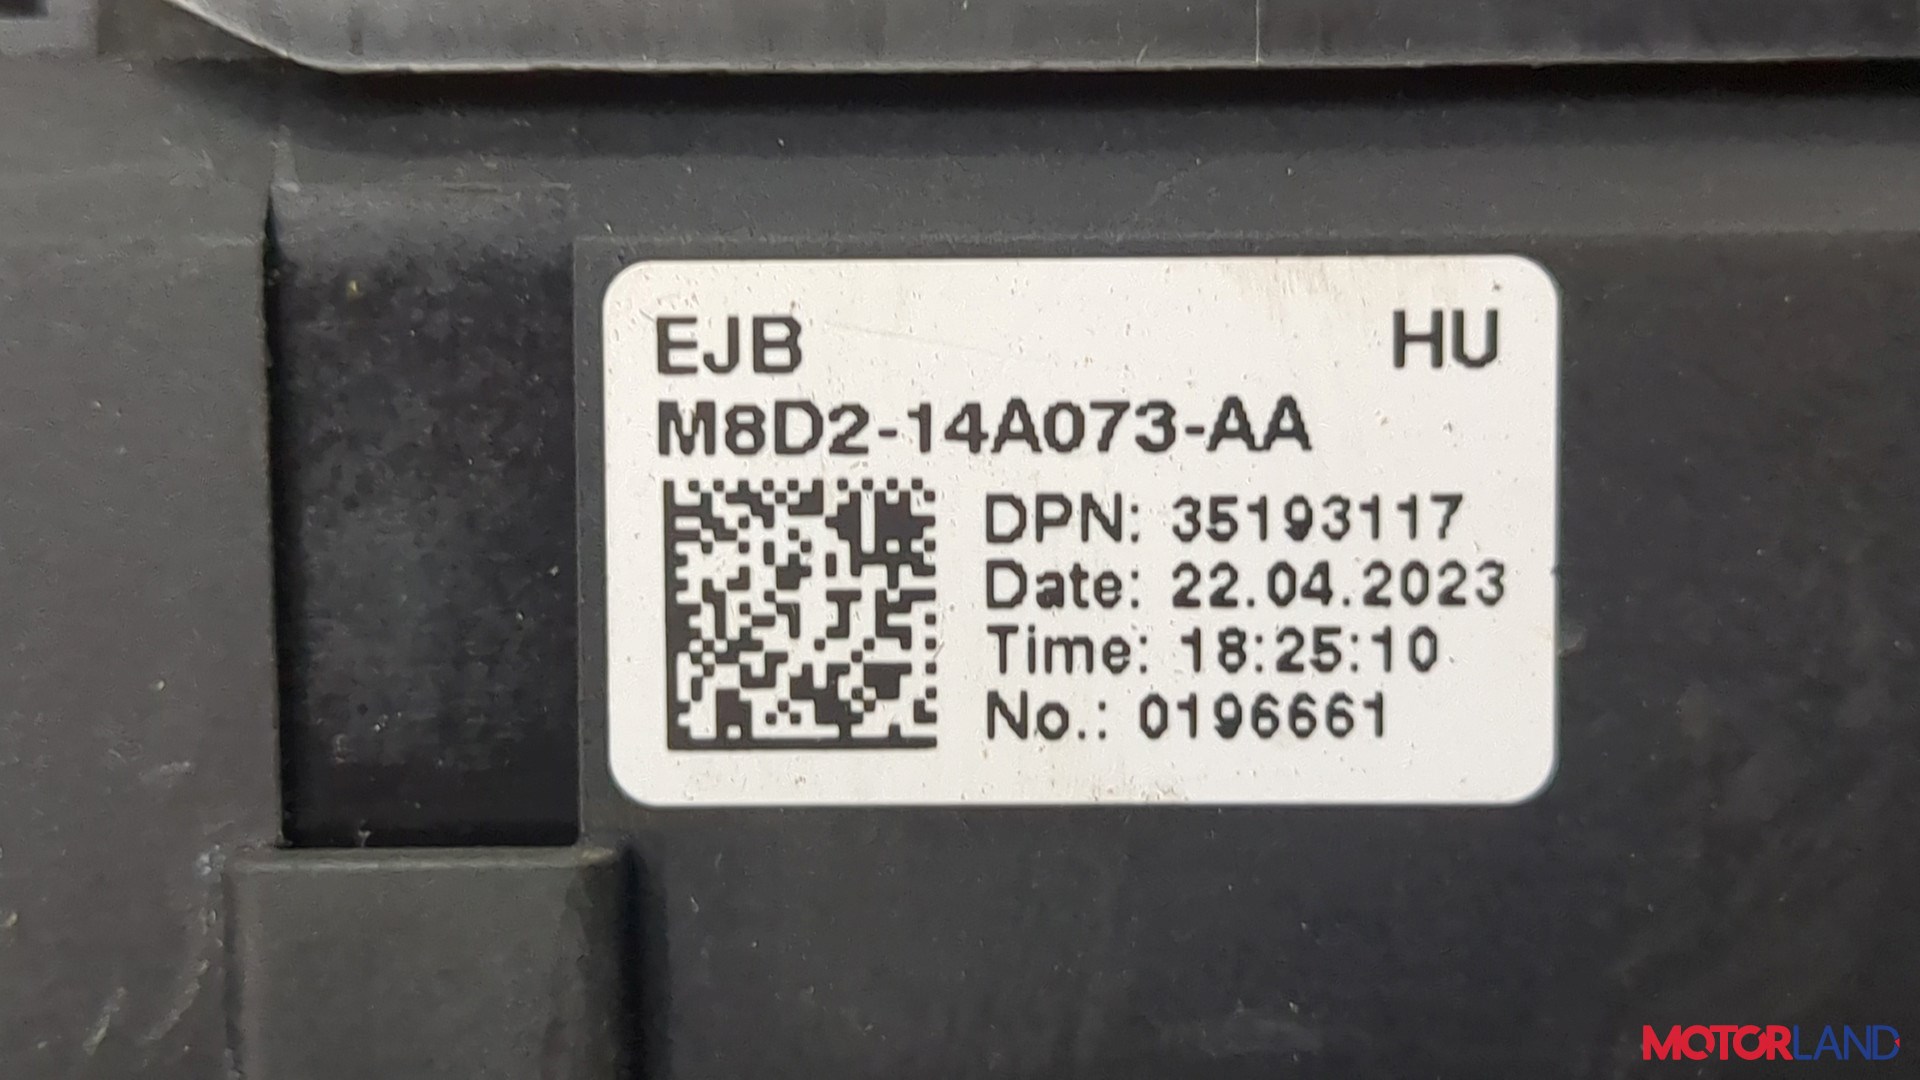 EJB HU
M8D2-14A073-AA
DPN: 35193117
Date: 22.04.2023
Time: 18:25:10
No.: 0196661
MOTORLAND